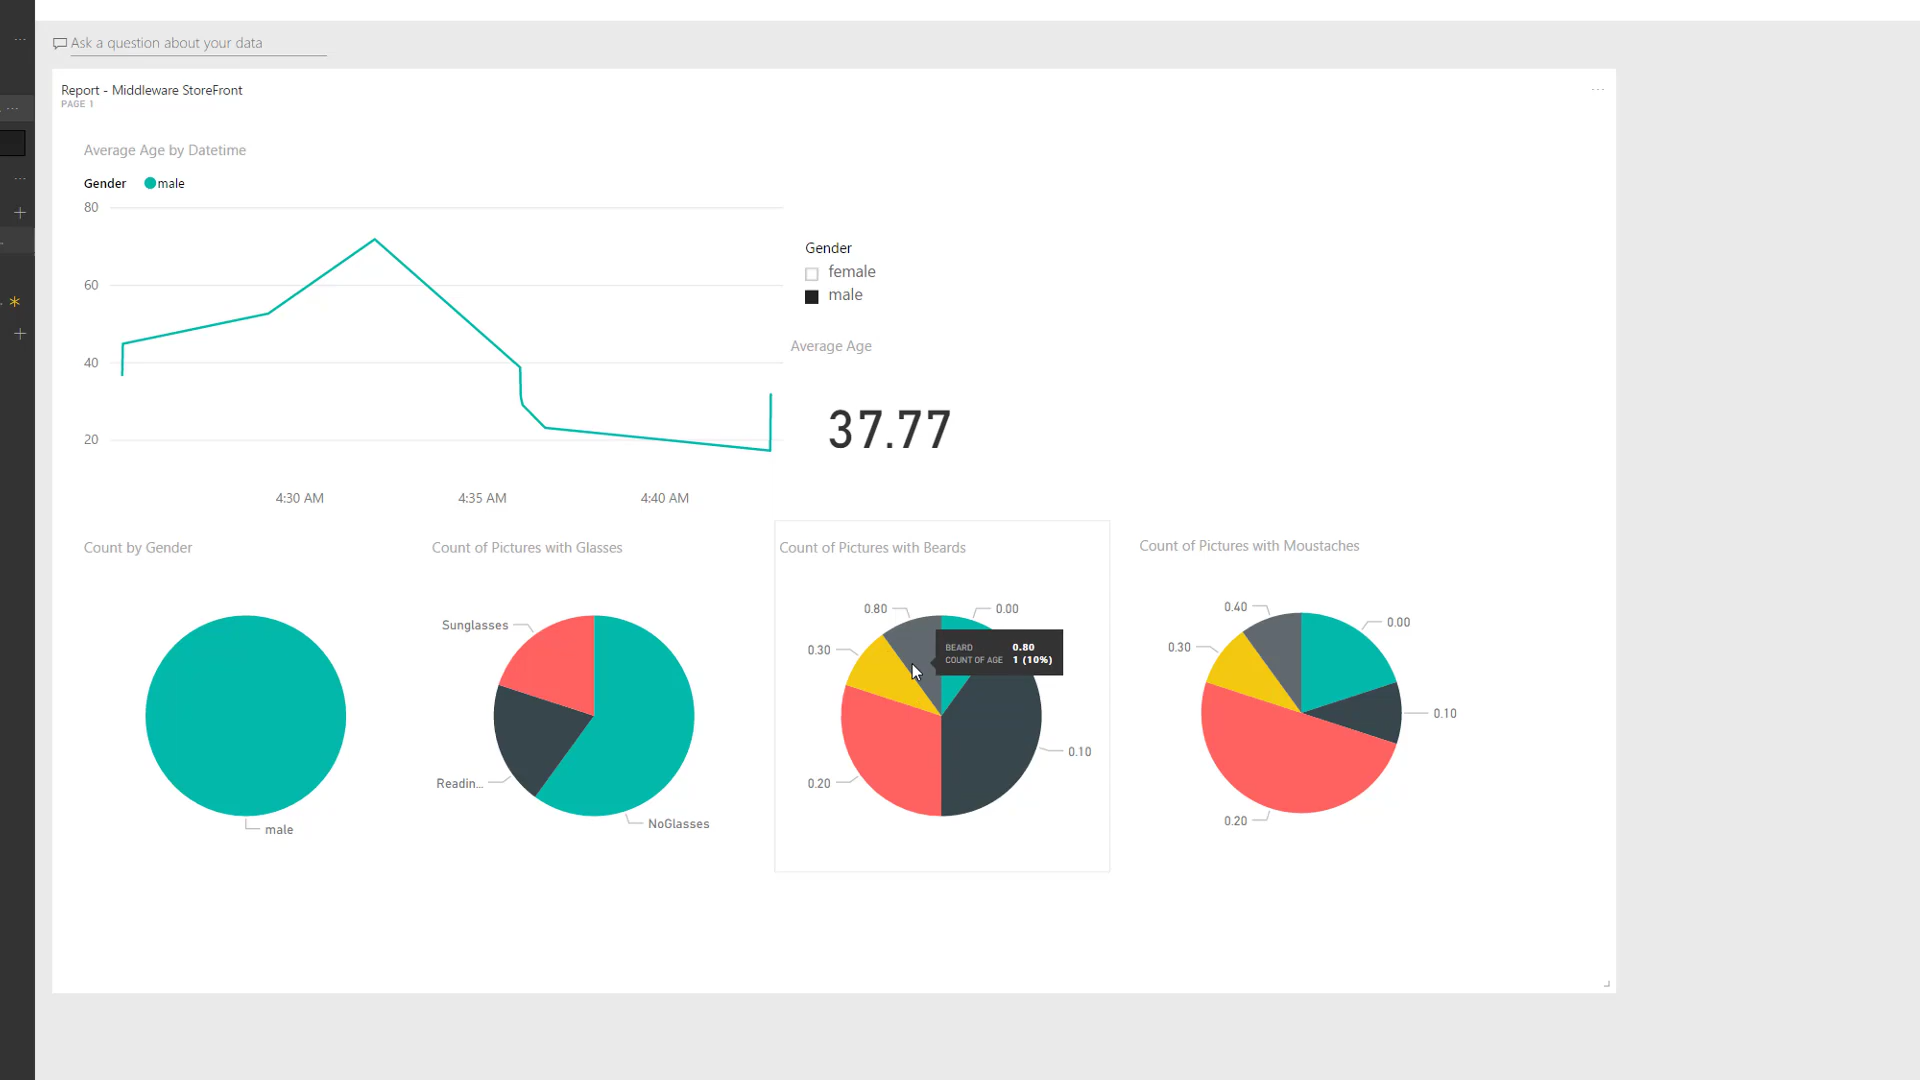 Ask a question about your data
Report - Middleware StoreFront
PAGE 1
Average Age by Datetime
Gender male
80
60
40
20
4:30 AM 4:35 AM 4:40 AM
Gender
female
male
Average Age
37.77
Count by Gender
male
Count of Pictures with Glasses
Sunglasses
Readin...
NoGlasses
Count of Pictures with Beards
0.80 0.00
0.30
BEARD 0.80
COUNT OF AGE 1 (10%)
0.10
0.20
Count of Pictures with Moustaches
0.40
0.00
0.30
0.10
0.20